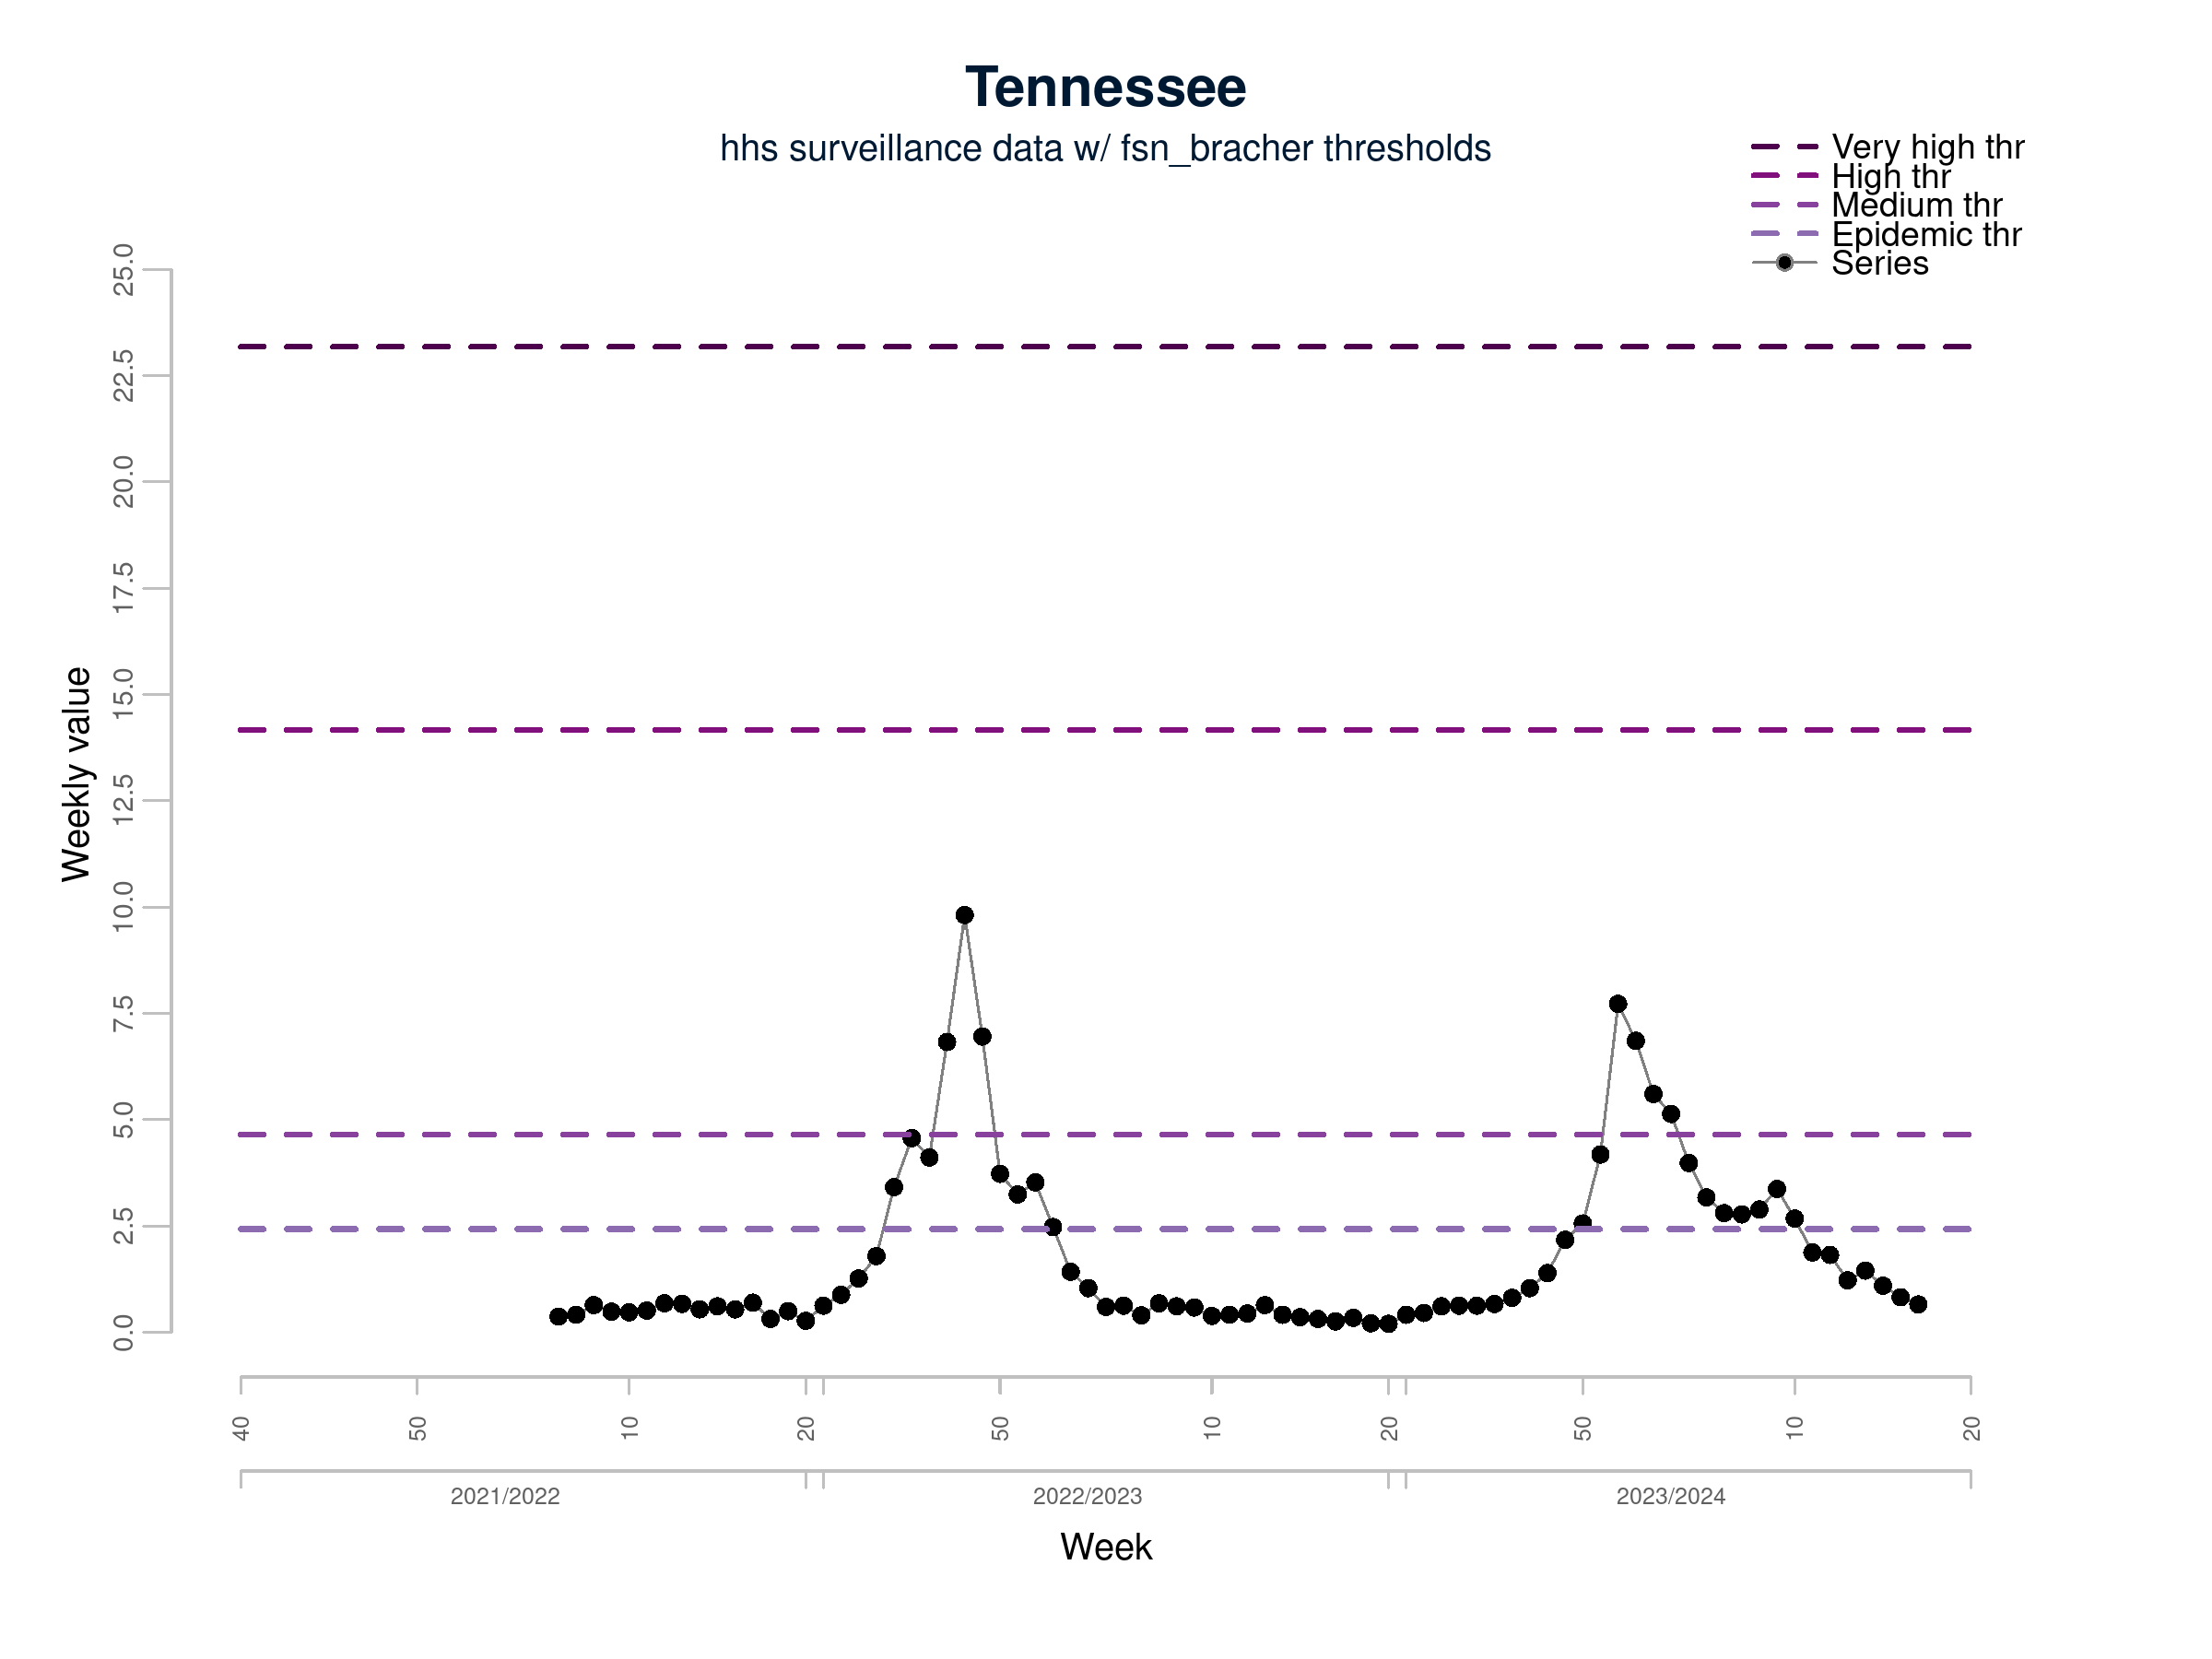 Tennessee
hhs surveillance data w/ fsn_bracher thresholds
Very high thr
High thr
Medium thr
Epidemic thr
Series
Weekly value
25.0
22.5
20.0
17.5
15.0
12.5
10.0
7.5
5.0
2.5
0.0
40 50 10 20 50 10 20 50 10 20
2021/2022 2022/2023 2023/2024
Week